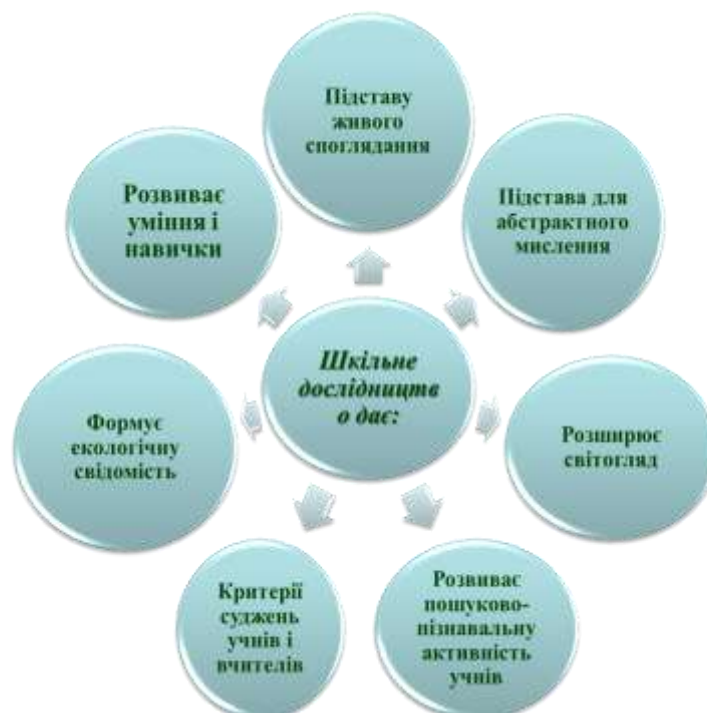 Підставу
живого
споглядання
Підстава для
абстрактного
мислення
Розширює
світогляд
Розвиває
пошуково-
пізнавальну
активність
учнів
Критерії
суджень
учнів і
вчителів
Формує
екологічну
свідомість
Розвиває
уміння і
навички
Шкільне
дослідництв
о дає: